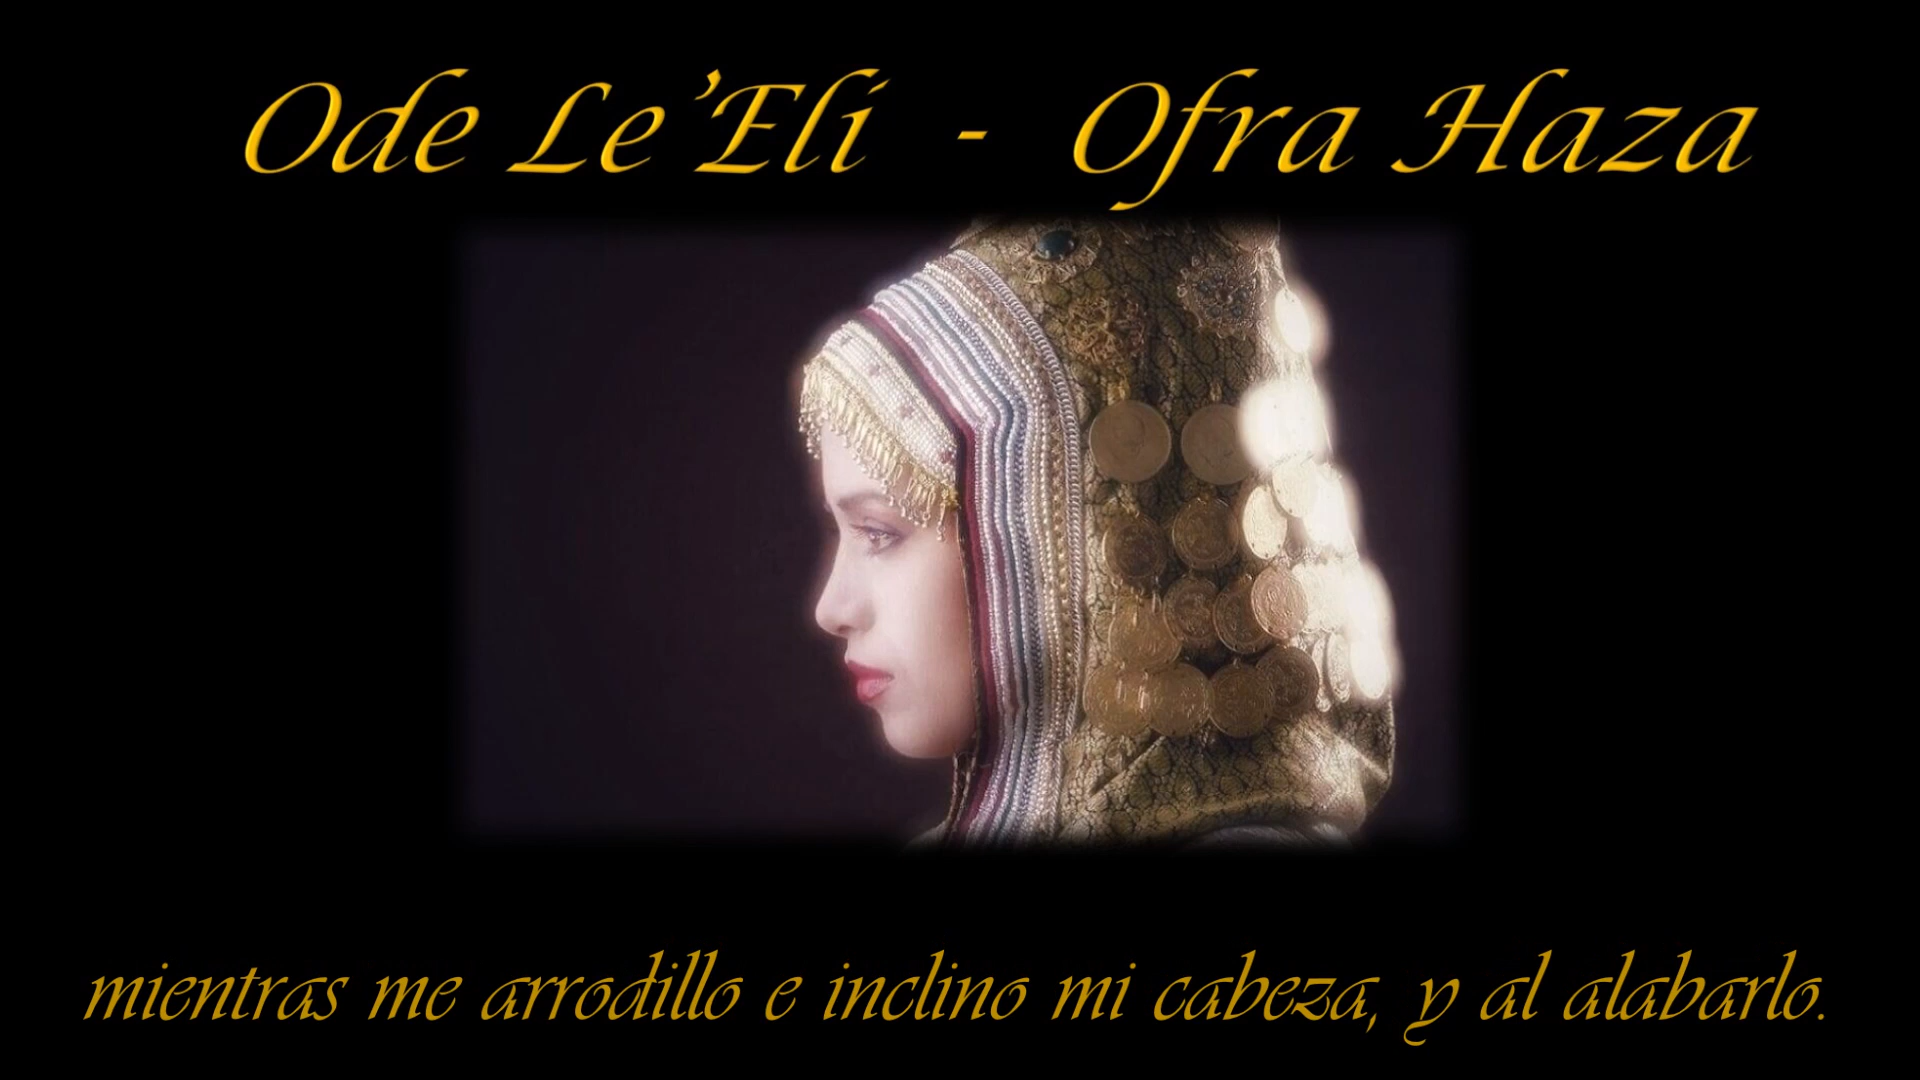 Ode Le'Eli - Ofra Haza
mientras me arrodillo e inclino mi cabeza, y al alabarlo.